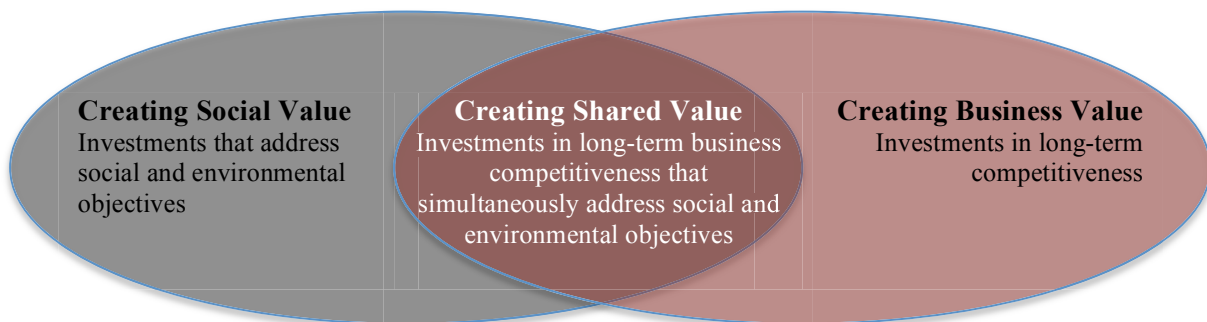 Creating Social Value
Investments that address
social and environmental
objectives
Creating Shared Value
Investments in long-term business
competitiveness that
simultaneously address social and
environmental objectives
Creating Business Value
Investments in long-term
competitiveness